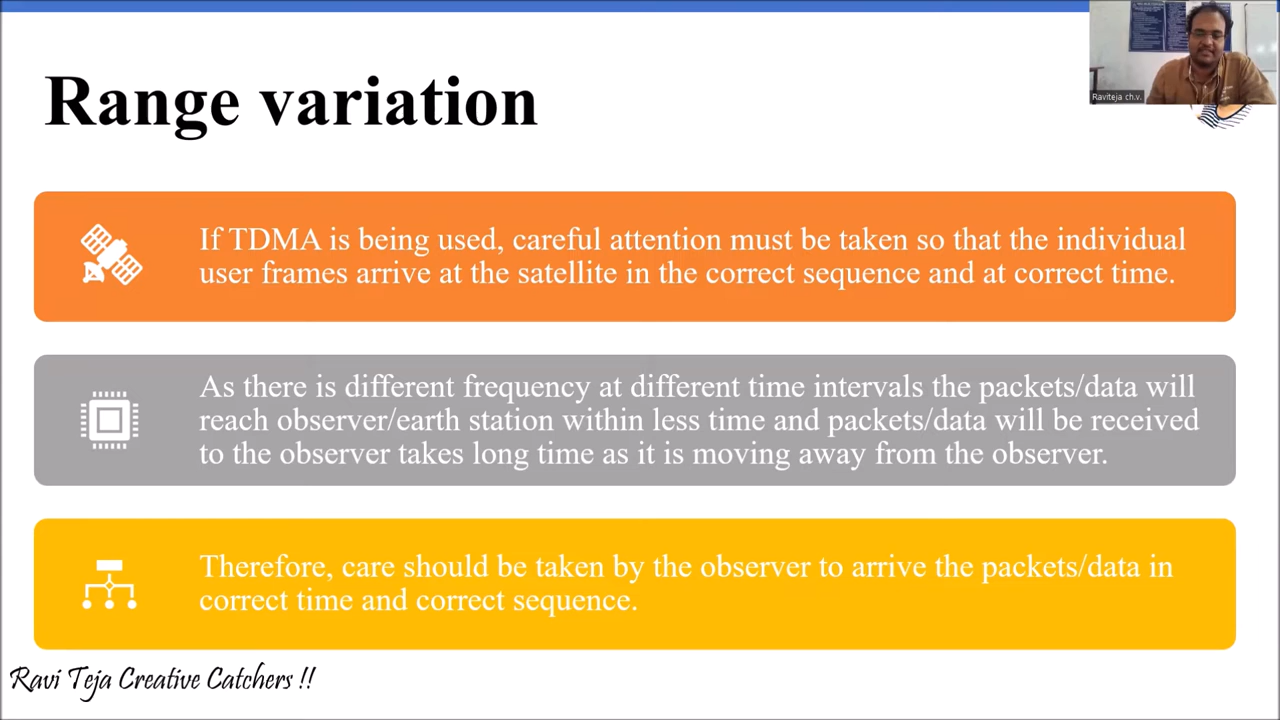 Range variation
Raviteja ch.v.
If TDMA is being used, careful attention must be taken so that the individual
user frames arrive at the satellite in the correct sequence and at correct time.
As there is different frequency at different time intervals the packets/data will
reach observer/earth station within less time and packets/data will be received
to the observer takes long time as it is moving away from the observer.
Therefore, care should be taken by the observer to arrive the packets/data in
correct time and correct sequence.
Ravi Teja Creative Catchers !!